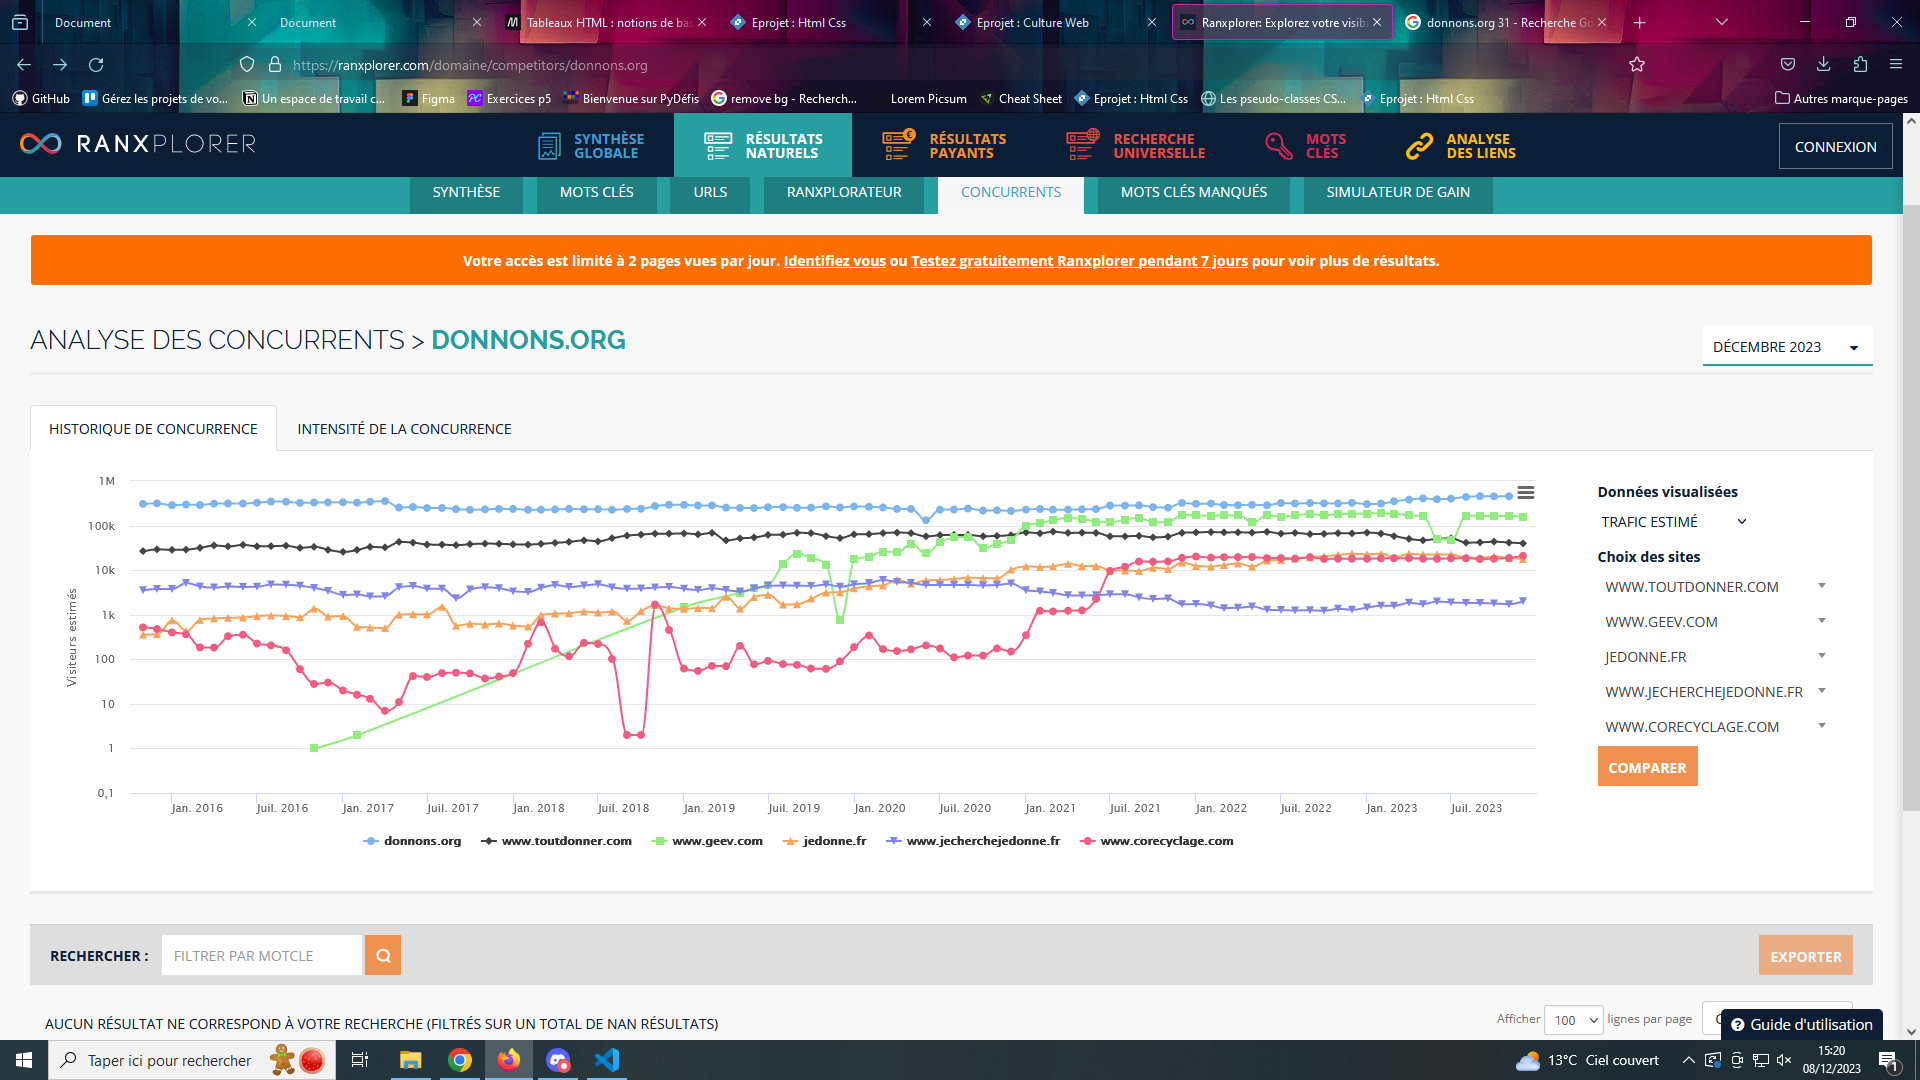 Document
Document
Tableaux HTML : notions de bas
Eprojet : Html Css
Eprojet : Culture Web
Ranxplorer: Explorez votre visibi
donnons.org 31 - Recherche Go
https://ranxplorer.com/domaine/competitors/donnons.org
GitHub
Gérez les projets de vo...
Un espace de travail c...
Figma
Exercices p5
Bienvenue sur PyDéfis
remove bg - Recherch...
Lorem Picsum
Cheat Sheet
Eprojet : Html Css
Les pseudo-classes CS...
Eprojet : Html Css
Autres marque-pages
RANXPLORER
SYNTHÈSE GLOBALE
RÉSULTATS NATURELS
RÉSULTATS PAYANTS
RECHERCHE UNIVERSELLE
MOTS CLÉS
ANALYSE DES LIENS
CONNEXION
SYNTHÈSE
MOTS CLÉS
URLS
RANXPLORATEUR
CONCURRENTS
MOTS CLÉS MANQUÉS
SIMULATEUR DE GAIN
Votre accès est limité à 2 pages vues par jour. Identifiez vous ou Testez gratuitement Ranxplorer pendant 7 jours pour voir plus de résultats.
ANALYSE DES CONCURRENTS > DONNONS.ORG
DÉCEMBRE 2023
HISTORIQUE DE CONCURRENCE
INTENSITÉ DE LA CONCURRENCE
Visiteurs estimés
1M
100k
10k
1k
100
10
1
0,1
Jan. 2016
Juil. 2016
Jan. 2017
Juil. 2017
Jan. 2018
Juil. 2018
Jan. 2019
Juil. 2019
Jan. 2020
Juil. 2020
Jan. 2021
Juil. 2021
Jan. 2022
Juil. 2022
Jan. 2023
Juil. 2023
donnons.org
www.toutdonner.com
www.geev.com
jedonne.fr
www.jecherchejedonne.fr
www.corecyclage.com
Données visualisées
TRAFIC ESTIMÉ
Choix des sites
WWW.TOUTDONNER.COM
WWW.GEEV.COM
JEDONNE.FR
WWW.JECHERCHEJEDONNE.FR
WWW.CORECYCLAGE.COM
COMPARER
RECHERCHER :
FILTRER PAR MOTCLE
EXPORTER
AUCUN RÉSULTAT NE CORRESPOND À VOTRE RECHERCHE (FILTRÉS SUR UN TOTAL DE NAN RÉSULTATS)
Afficher 100 lignes par page
Guide d'utilisation
Taper ici pour rechercher
13°C Ciel couvert
15:20
08/12/2023
1